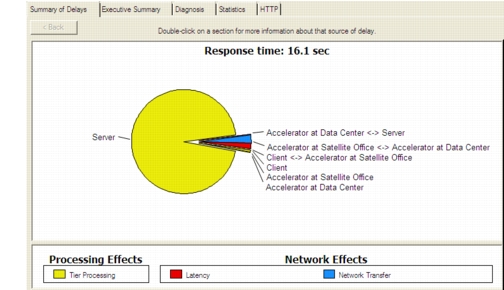 Summary of Delays Executive Summary Diagnosis Statistics HTTP
< Back
Double-click on a section for more information about that source of delay.
Response time: 16.1 sec
Server
Accelerator at Data Center <-> Server
Accelerator at Satellite Office <-> Accelerator at Data Center
Client <-> Accelerator at Satellite Office
Client
Accelerator at Satellite Office
Accelerator at Data Center
Processing Effects Network Effects
Tier Processing Latency Network Transfer